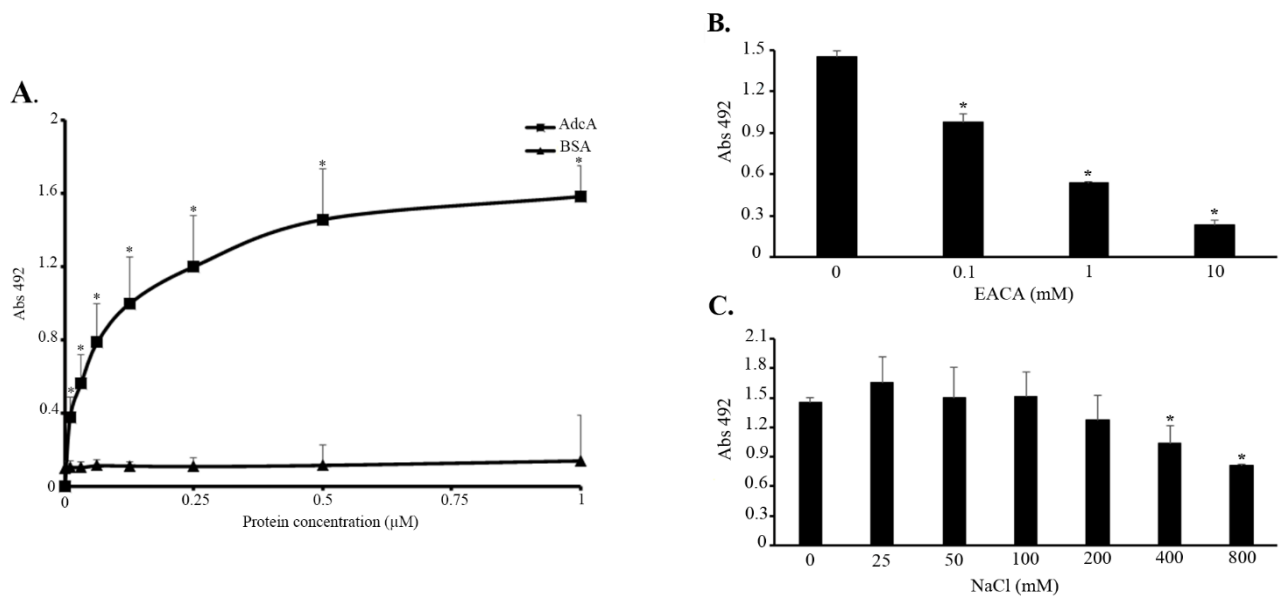 A.
Abs 492
2
1.6
1.2
0.8
0.4
0
AdcA
BSA
* * * * * * *
0 0.25 0.5 0.75 1
Protein concentration (μM)
B.
Abs 492
1.5
1.2
0.9
0.6
0.3
0
* * *
0 0.1 1 10
EACA (mM)
C.
Abs 492
2.1
1.8
1.5
1.2
0.9
0.6
0.3
0
* *
0 25 50 100 200 400 800
NaCl (mM)